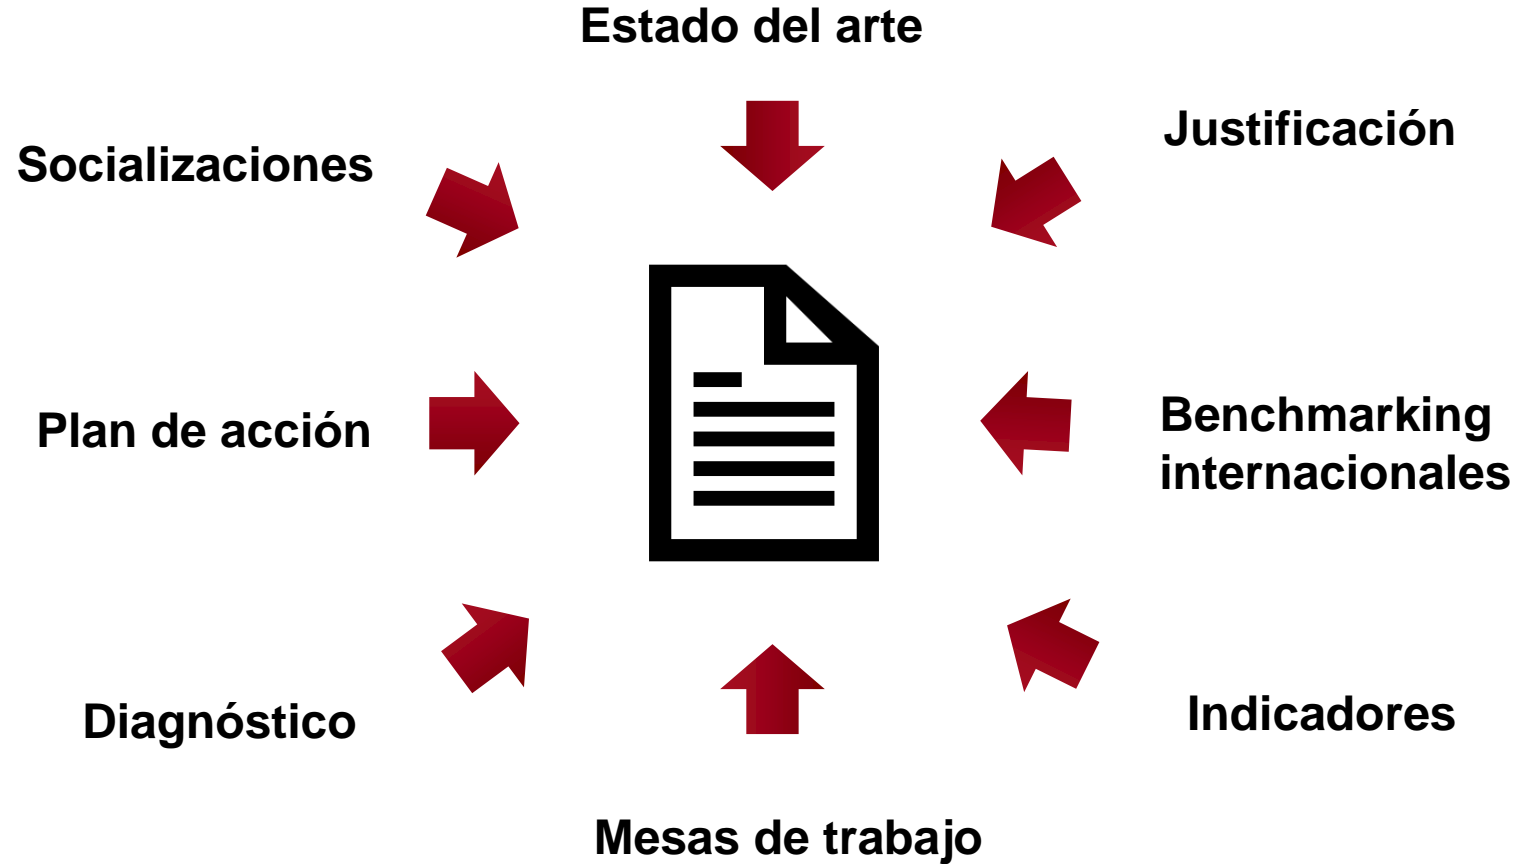 Estado del arte
Socializaciones
Justificación
Plan de acción
Benchmarking
internacionales
Diagnóstico
Indicadores
Mesas de trabajo